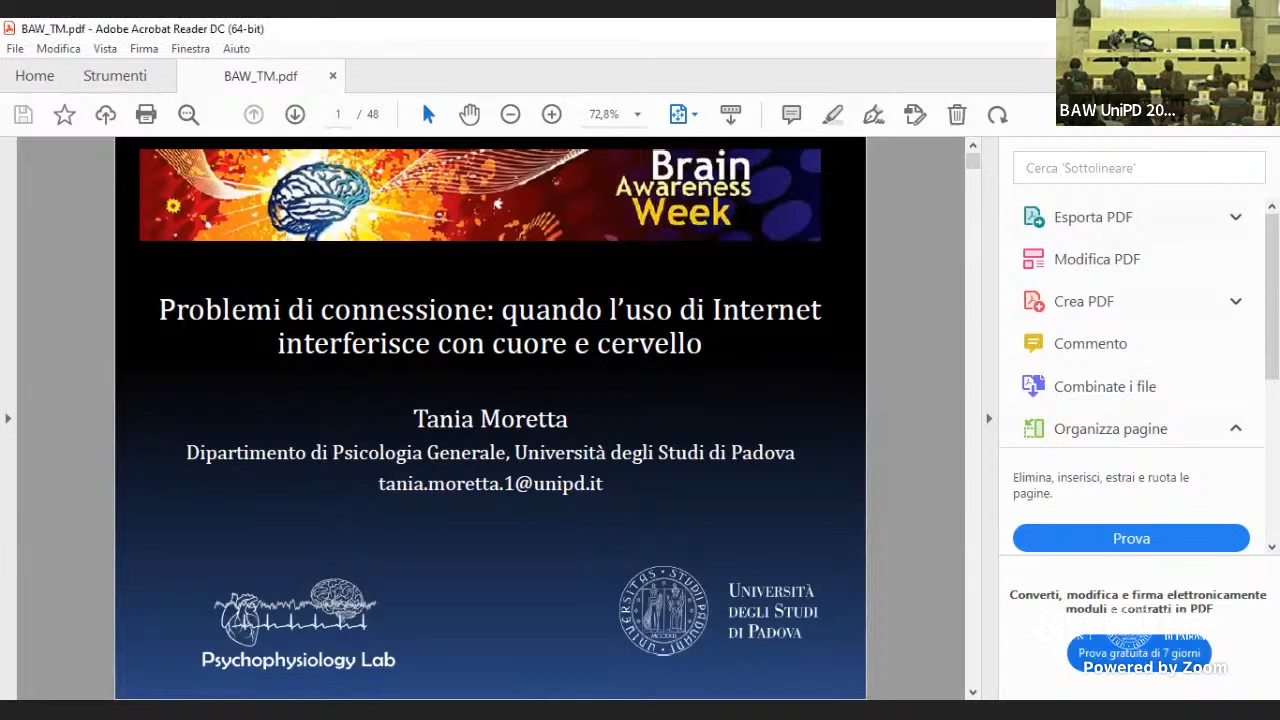 BAW_TM.pdf - Adobe Acrobat Reader DC (64-bit)
File Modifica Vista Firma Finestra Aiuto
Home Strumenti BAW_TM.pdf ×
1 / 48 72,8%
BAW UniPD 20...
Brain
Awareness
Week
Problemi di connessione: quando l’uso di Internet
interferisce con cuore e cervello
Tania Moretta
Dipartimento di Psicologia Generale, Università degli Studi di Padova
tania.moretta.1@unipd.it
Psychophysiology Lab
UNIVERSITÀ
DEGLI STUDI
DI PADOVA
Cerca 'Sottolineare'
Esporta PDF
Modifica PDF
Crea PDF
Commento
Combinate i file
Organizza pagine
Elimina, inserisci, estrai e ruota le
pagine.
Prova
Converti, modifica e firma elettronicamente
moduli e contratti in PDF
Prova gratuita di 7 giorni
Powered by Zoom